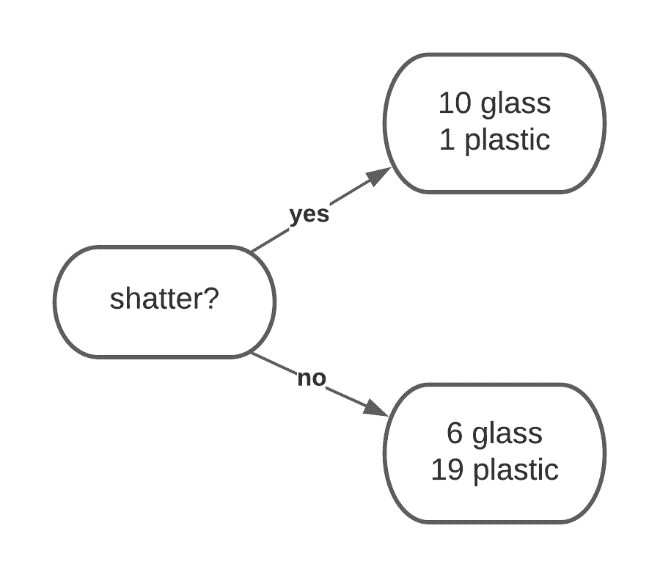 10 glass
1 plastic
yes
shatter?
no
6 glass
19 plastic